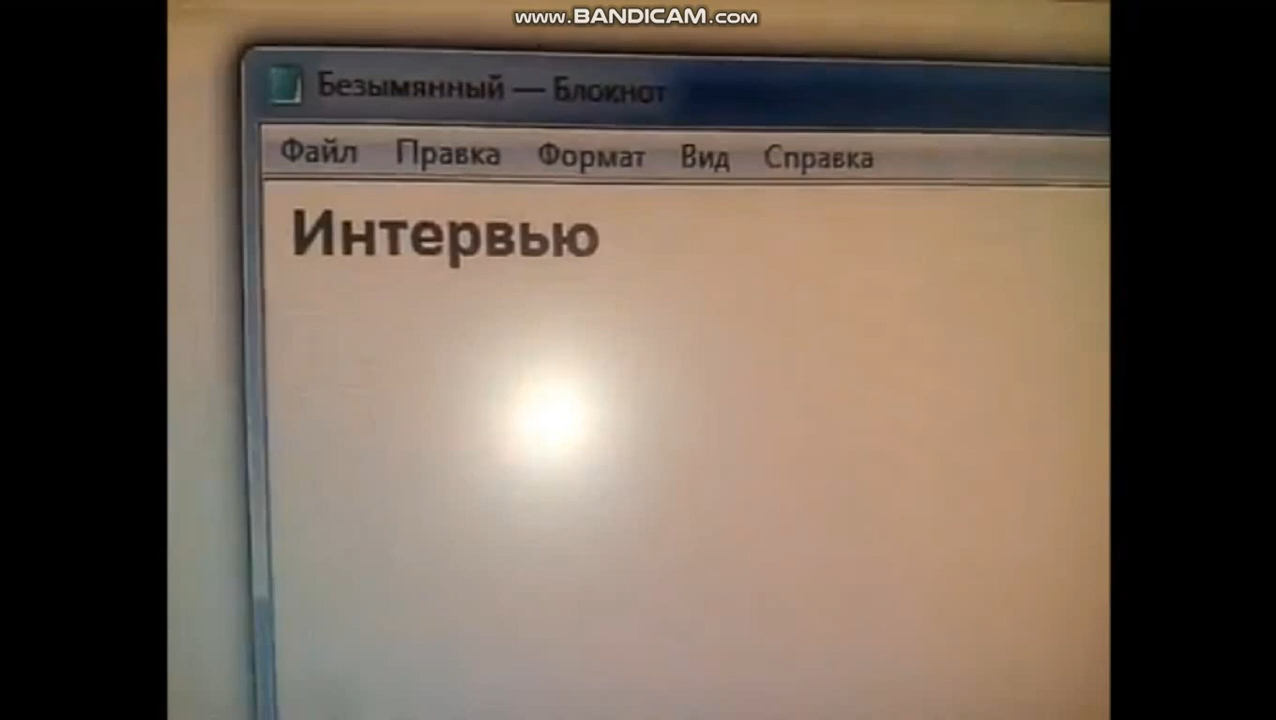 www.BANDICAM.com
Безымянный — Блокнот
Файл Правка Формат Вид Справка
Интервью